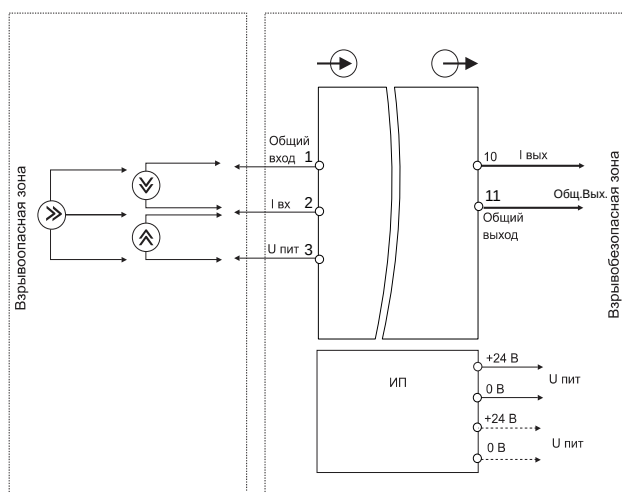 Взрывоопасная зона
Общий
вход 1
I вх 2
U пит 3
10 I вых
11 Общ.Вых.
Общий
выход
Взрывобезопасная зона
ИП
+24 В
U пит
0 В
+24 В
U пит
0 В